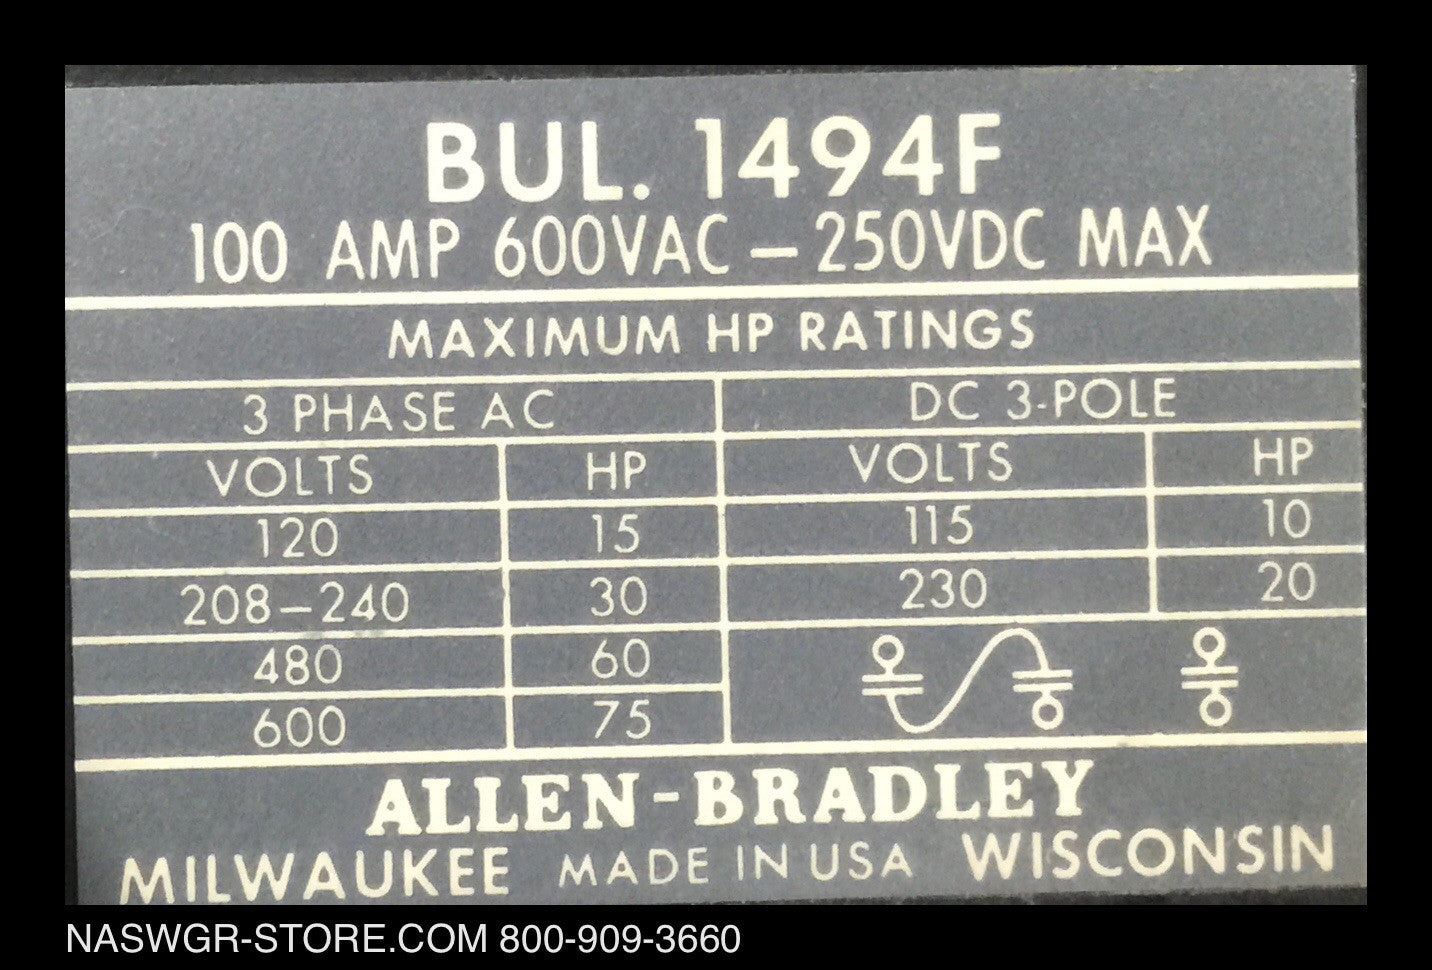 BUL. 1494F
100 AMP 600VAC – 250VDC MAX
MAXIMUM HP RATINGS
3 PHASE AC DC 3-POLE
VOLTS HP VOLTS HP
120 15 115 10
208–240 30 230 20
480 60
600 75
ALLEN-BRADLEY
MILWAUKEE MADE IN USA WISCONSIN
NASWGR-STORE.COM 800-909-3660